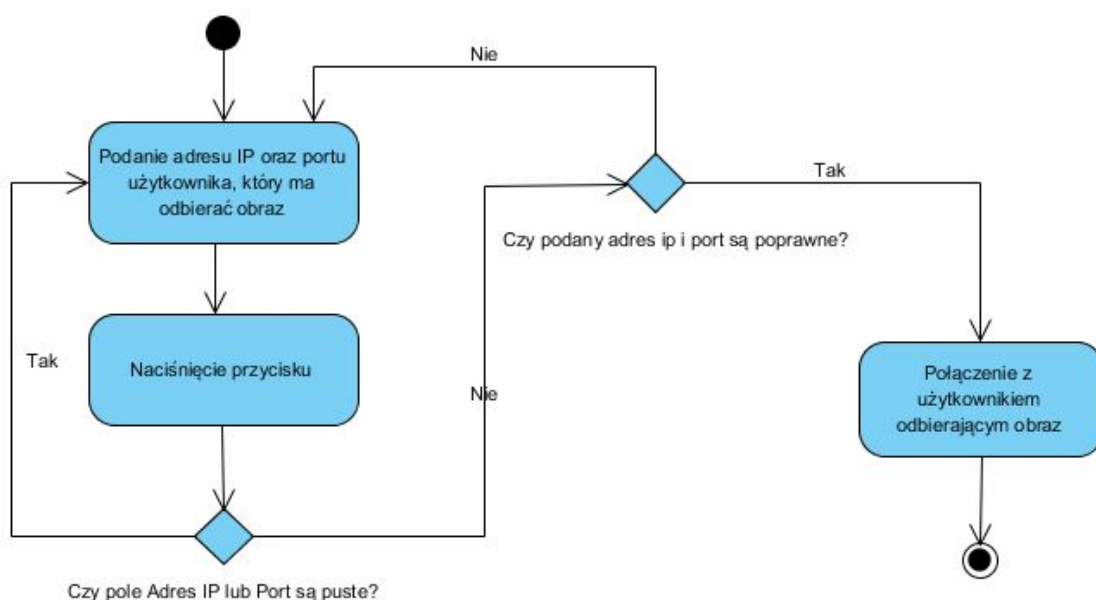 Nie
Podanie adresu IP oraz portu
użytkownika, który ma
odbierać obraz
Tak
Czy podany adres ip i port są poprawne?
Naciśnięcie przycisku
Tak
Nie
Połączenie z
użytkownikiem
odbierającym obraz
Czy pole Adres IP lub Port są puste?